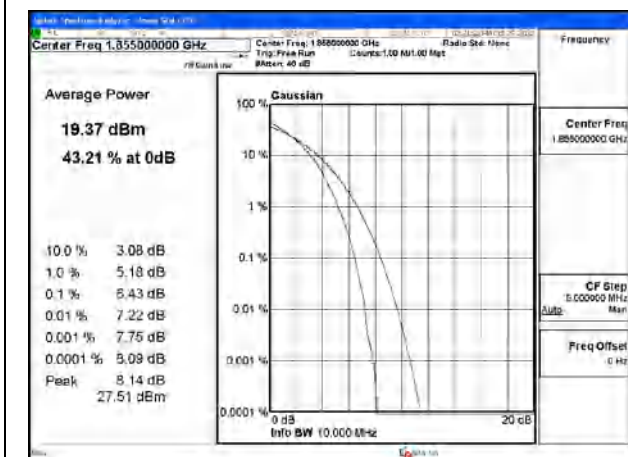 Center Freq 1.855000000 GHz
Center Freq: 1.855000000 GHz
Radio Std: None
Trig: Free Run
Counts:1.00 M/1.00 Mpt
#Atten: 40 dB
Frequency
Average Power
19.37 dBm
43.21 % at 0dB
10.0 % 3.08 dB
1.0 % 5.18 dB
0.1 % 6.43 dB
0.01 % 7.22 dB
0.001 % 7.75 dB
0.0001 % 8.09 dB
Peak 8.14 dB
27.51 dBm
Gaussian
100 %
10 %
1 %
0.1 %
0.01 %
0.001 %
0.0001 %
0 dB
20 dB
Info BW 10.000 MHz
Center Freq
1.855000000 GHz
CF Step
5.000000 MHz
Auto Man
Freq Offset
0 Hz